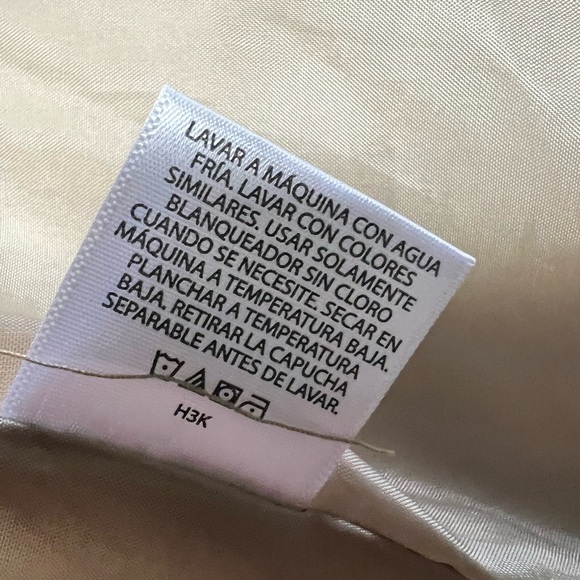 LAVAR A MÁQUINA CON AGUA
FRÍA. LAVAR CON COLORES
SIMILARES. USAR SOLAMENTE
BLANQUEADOR SIN CLORO
CUANDO SE NECESITE. SECAR EN
MÁQUINA A TEMPERATURA BAJA.
PLANCHAR A TEMPERATURA
BAJA. RETIRAR LA CAPUCHA
SEPARABLE ANTES DE LAVAR.
H3K